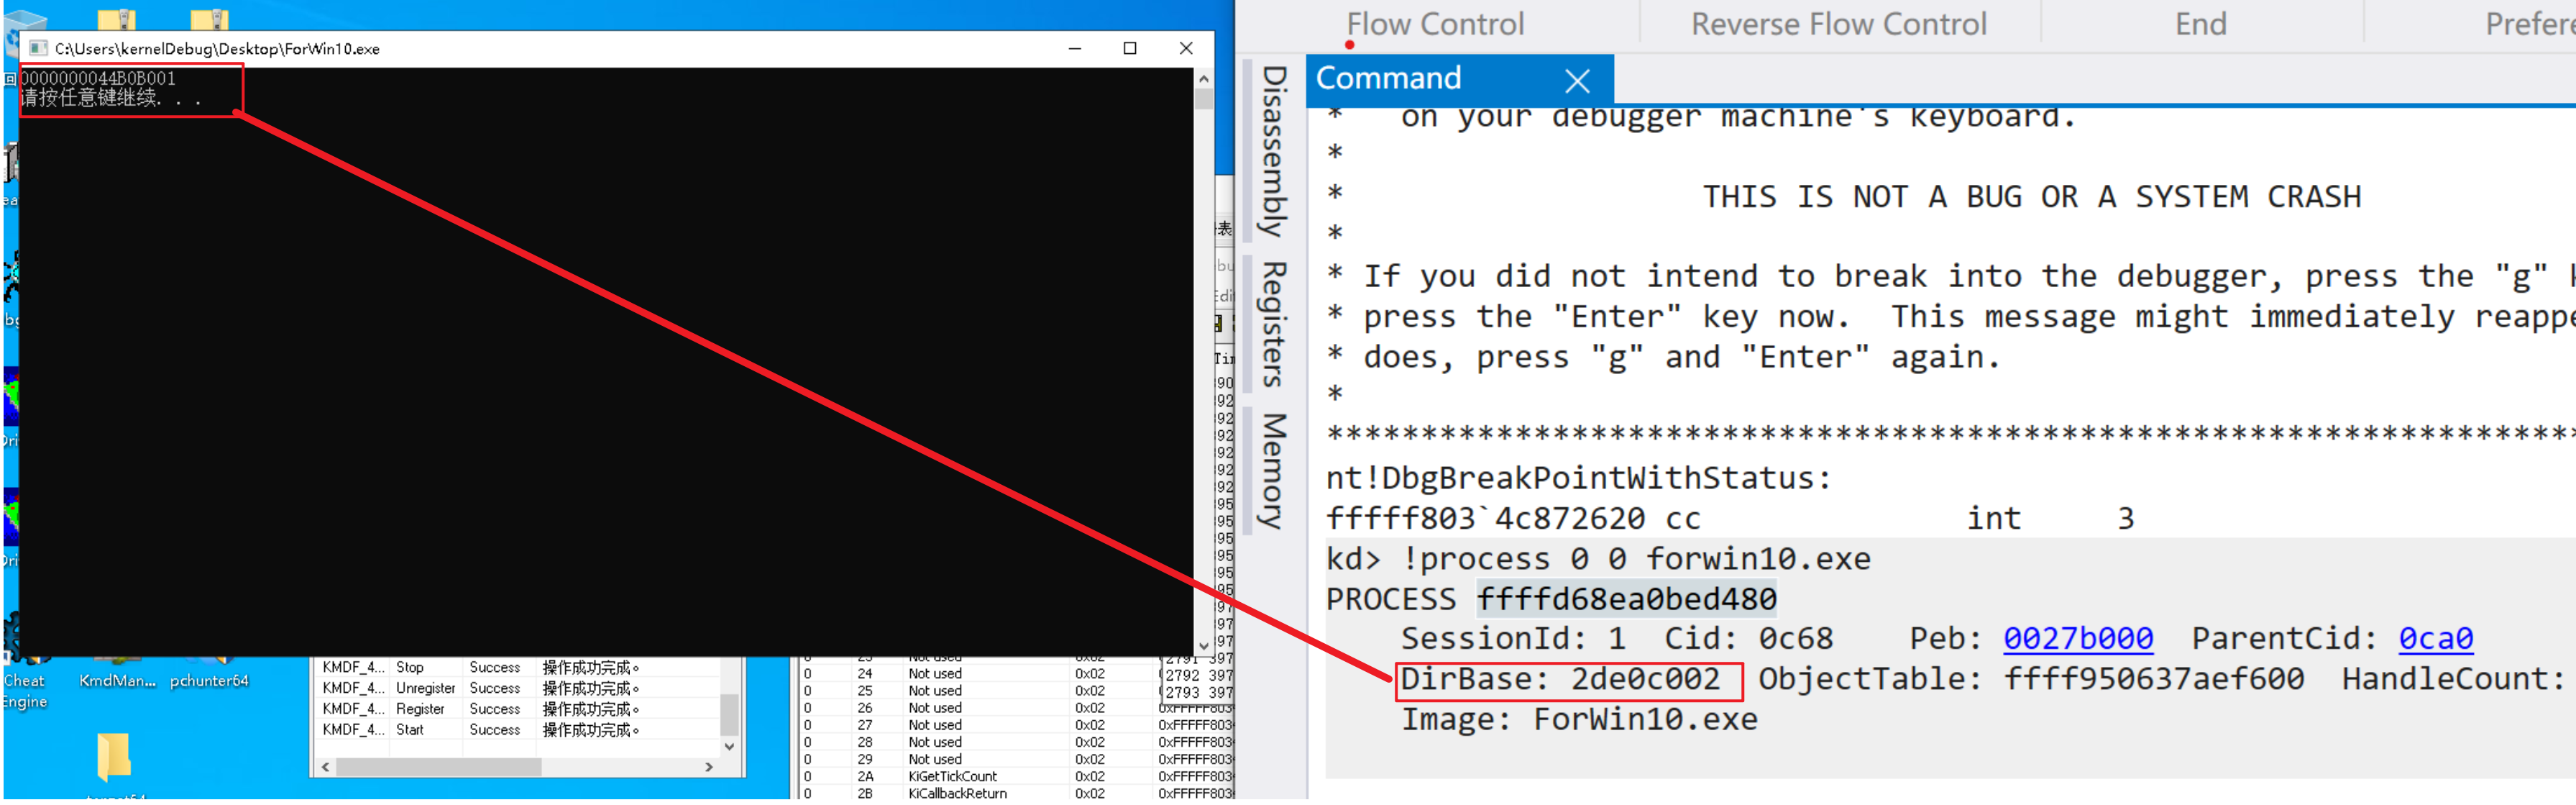 C:\Users\kernelDebug\Desktop\ForWin10.exe
0000000044B0B001
请按任意键继续. . .
Cheat
Engine
KmdMan...
pchunter64
KMDF_4... Stop Success 操作成功完成。
KMDF_4... Unregister Success 操作成功完成。
KMDF_4... Register Success 操作成功完成。
KMDF_4... Start Success 操作成功完成。
0 24 Not used 0x02
0 25 Not used 0x02
0 26 Not used 0x02
0 27 Not used 0x02 0xFFFFF803
0 28 Not used 0x02 0xFFFFF803
0 29 Not used 0x02 0xFFFFF803
0 2A KiGetTickCount 0x02 0xFFFFF803
0 2B KiCallbackReturn 0x02 0xFFFFF803
2791 397
2792 397
2793 397
Flow Control
Reverse Flow Control
End
Disassembly
Registers
Memory
Command
* on your debugger machine's keyboard.
*
* THIS IS NOT A BUG OR A SYSTEM CRASH
*
* If you did not intend to break into the debugger, press the "g"
* press the "Enter" key now. This message might immediately
* does, press "g" and "Enter" again.
*
nt!DbgBreakPointWithStatus:
fffff803`4c872620 cc int 3
kd> !process 0 0 forwin10.exe
PROCESS ffffd68ea0bed480
SessionId: 1 Cid: 0c68 Peb: 0027b000 ParentCid: 0ca0
DirBase: 2de0c002 ObjectTable: ffff950637aef600 HandleCount:
Image: ForWin10.exe